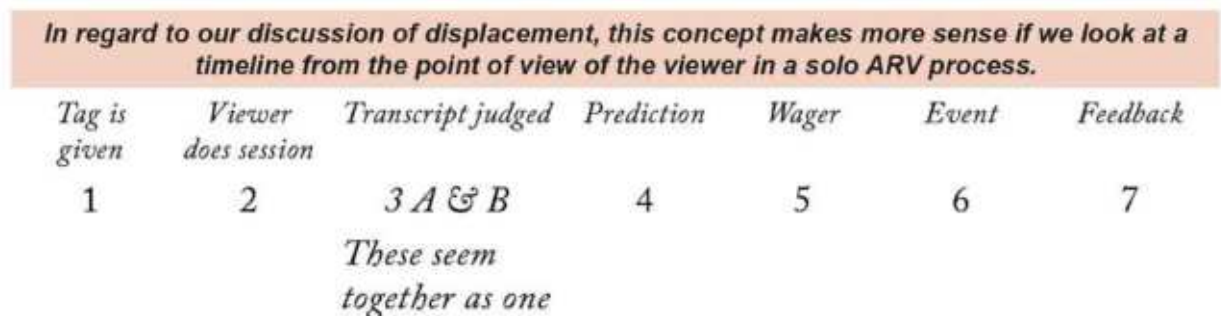 In regard to our discussion of displacement, this concept makes more sense if we look at a
timeline from the point of view of the viewer in a solo ARV process.
Tag is Viewer Transcript judged Prediction Wager Event Feedback
given does session
1 2 3 A & B 4 5 6 7
These seem
together as one